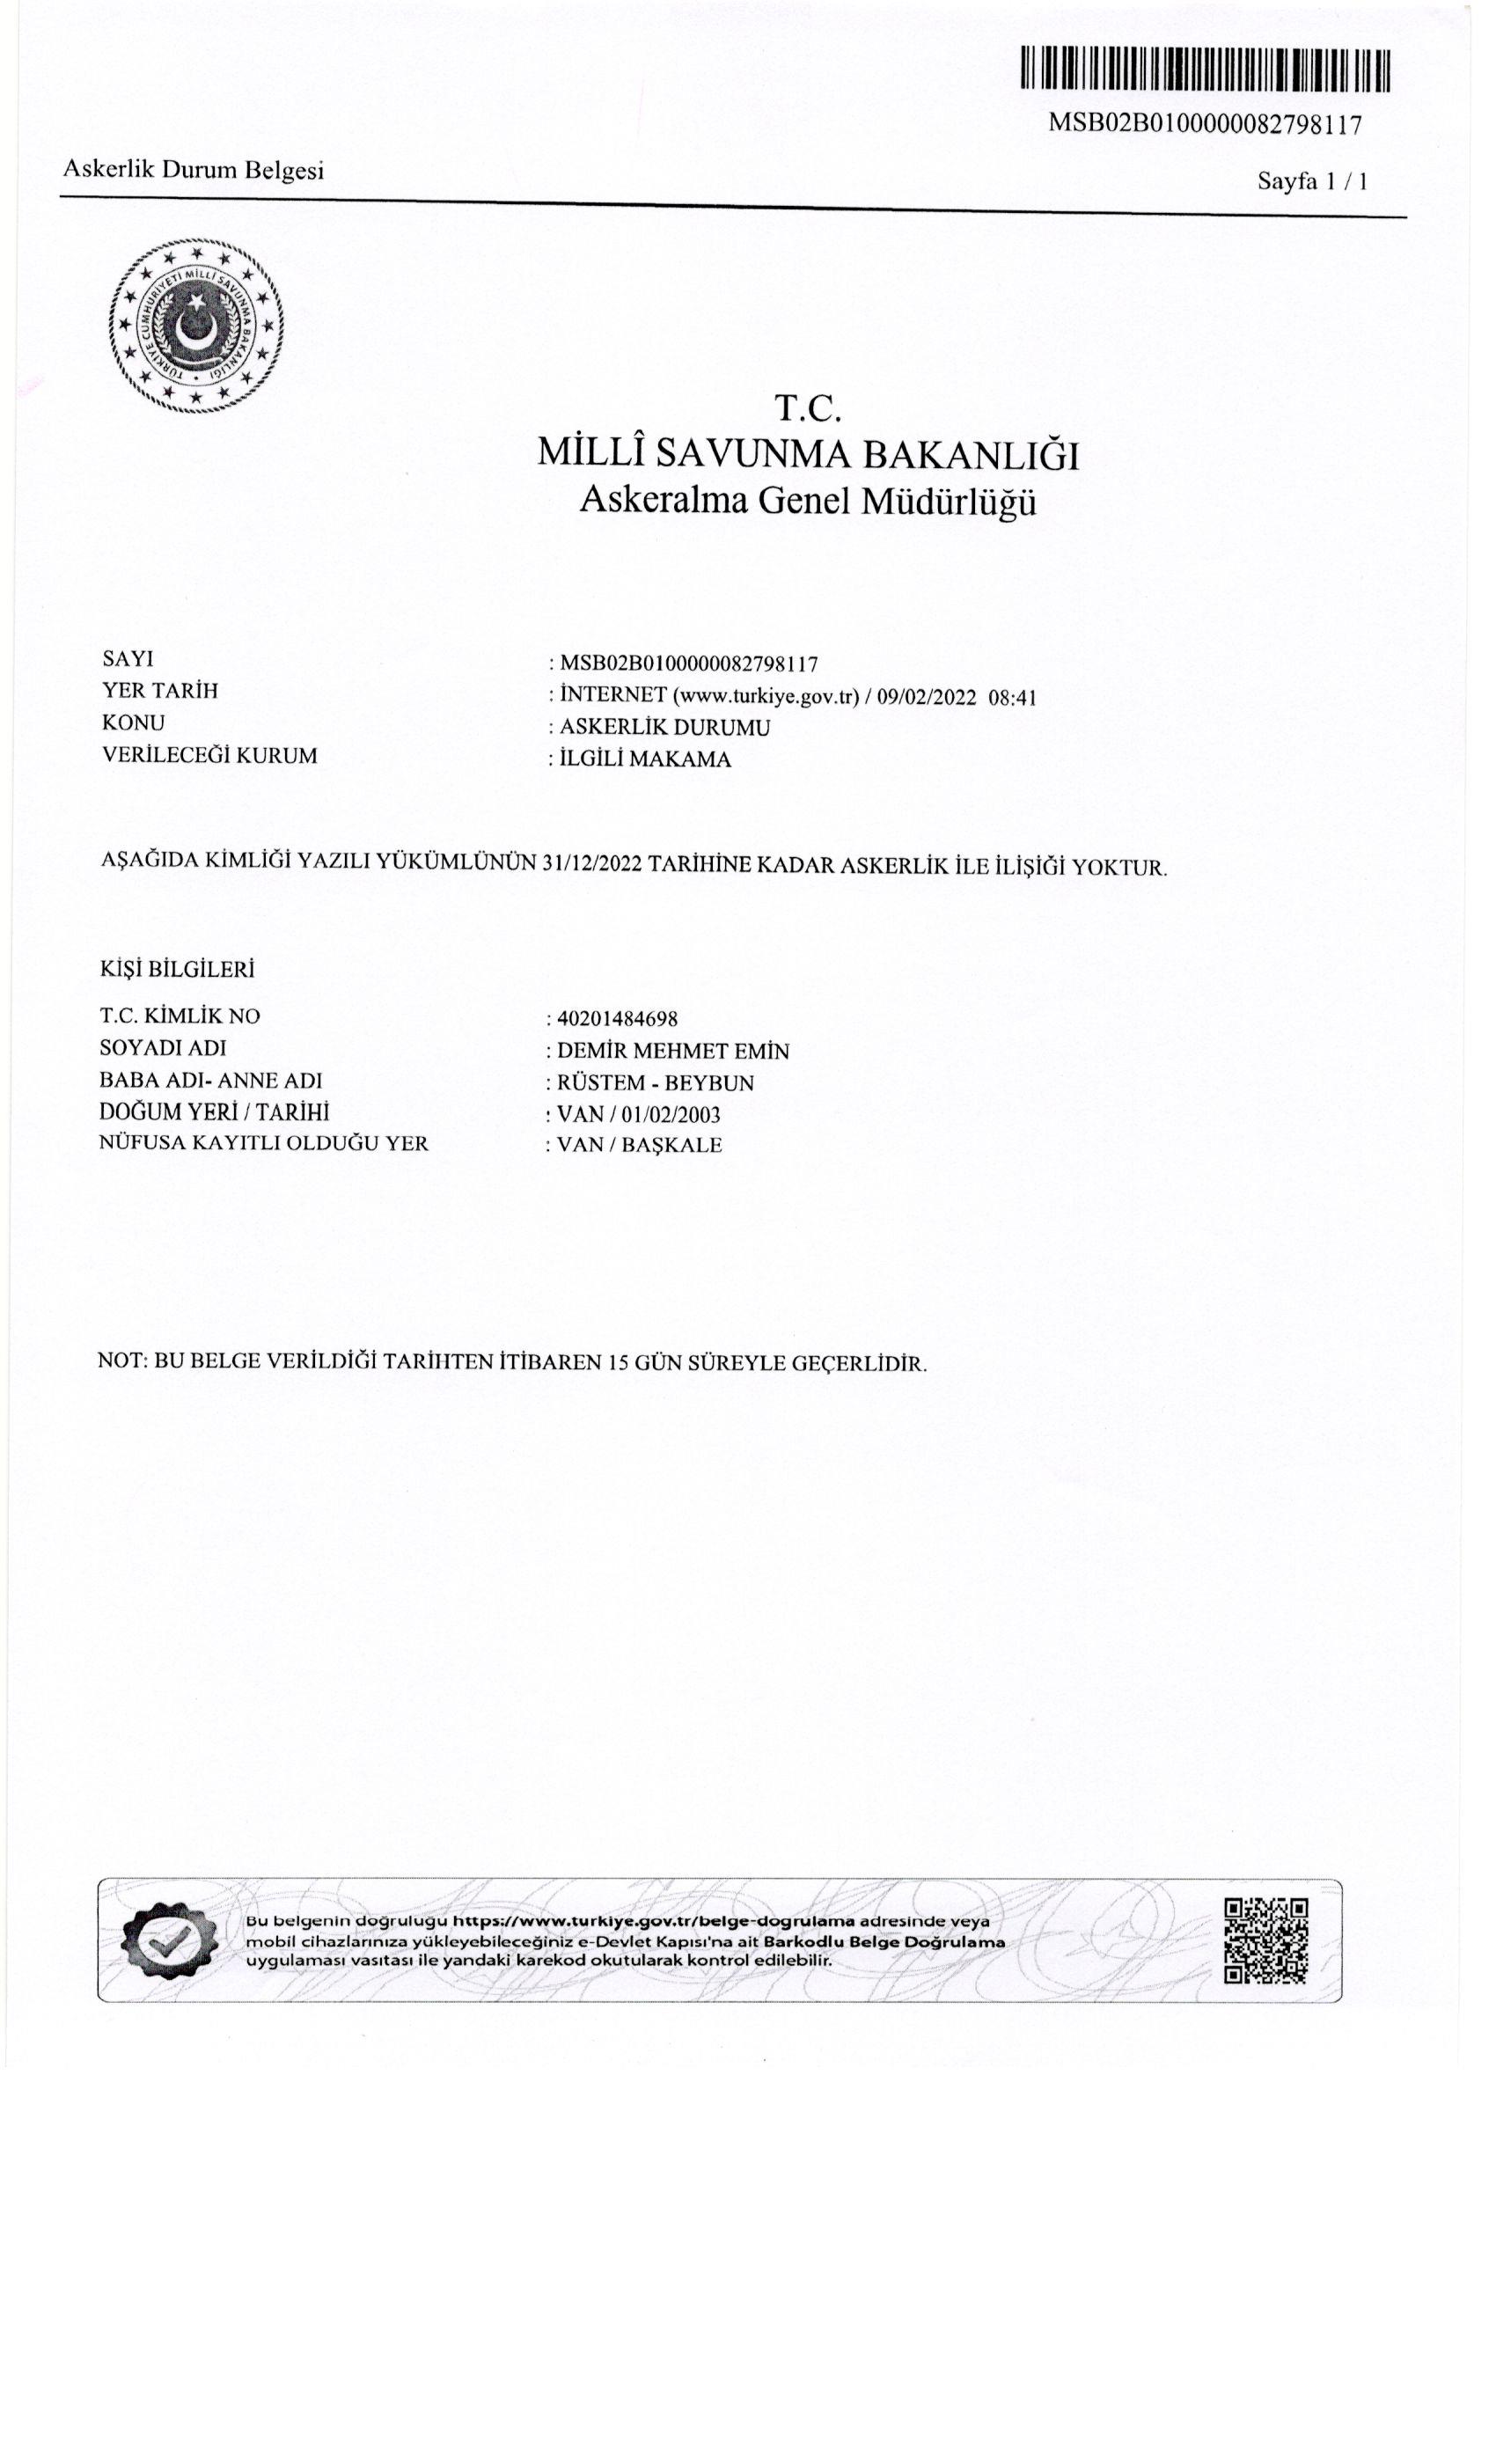 MSB02B0100000082798117
Askerlik Durum Belgesi
Sayfa 1 / 1
TÜRKİYE CUMHURİYETİ MİLLÎ SAVUNMA BAKANLIĞI
T.C.
MİLLÎ SAVUNMA BAKANLIĞI
Askeralma Genel Müdürlüğü
SAYI : MSB02B0100000082798117
YER TARİH : İNTERNET (www.turkiye.gov.tr) / 09/02/2022 08:41
KONU : ASKERLİK DURUMU
VERİLECEĞİ KURUM : İLGİLİ MAKAMA
AŞAĞIDA KİMLİĞİ YAZILI YÜKÜMLÜNÜN 31/12/2022 TARİHİNE KADAR ASKERLİK İLE İLİŞİĞİ YOKTUR.
KİŞİ BİLGİLERİ
T.C. KİMLİK NO : 40201484698
SOYADI ADI : DEMİR MEHMET EMİN
BABA ADI- ANNE ADI : RÜSTEM - BEYBUN
DOĞUM YERİ / TARİHİ : VAN / 01/02/2003
NÜFUSA KAYITLI OLDUĞU YER : VAN / BAŞKALE
NOT: BU BELGE VERİLDİĞİ TARİHTEN İTİBAREN 15 GÜN SÜREYLE GEÇERLİDİR.
Bu belgenin doğruluğu https://www.turkiye.gov.tr/belge-dogrulama adresinde veya
mobil cihazlarınıza yükleyebileceğiniz e-Devlet Kapısı'na ait Barkodlu Belge Doğrulama
uygulaması vasıtası ile yandaki karekod okutularak kontrol edilebilir.